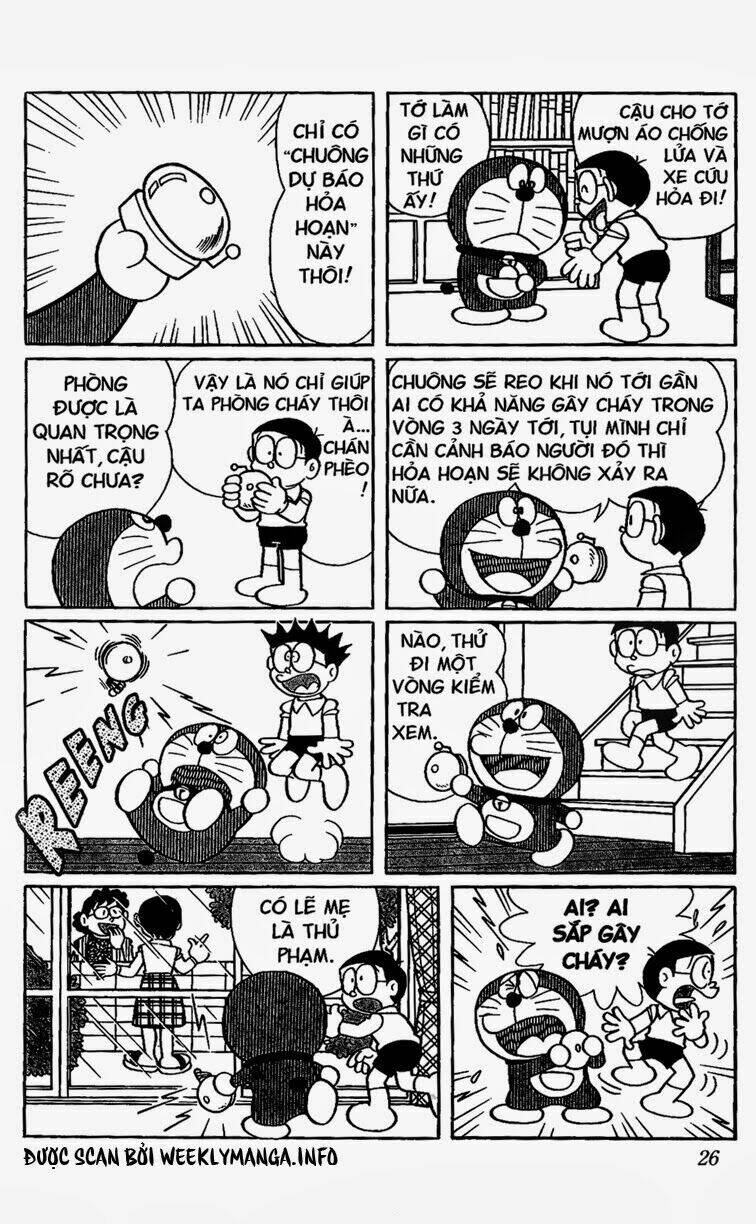 CẬU CHO TỚ
MƯỢN ÁO CHỐNG
LỬA VÀ
XE CỨU
HỎA ĐI!
TỚ LÀM
GÌ CÓ
NHỮNG
THỨ
ẤY!
CHỈ CÓ
“CHUÔNG
DỰ BÁO
HỎA
HOẠN”
NÀY
THÔI!
CHUÔNG SẼ REO KHI NÓ TỚI GẦN
AI CÓ KHẢ NĂNG GÂY CHÁY TRONG
VÒNG 3 NGÀY TỚI, TỤI MÌNH CHỈ
CẦN CẢNH BÁO NGƯỜI ĐÓ THÌ
HỎA HOẠN SẼ KHÔNG XẢY RA
NỮA.
VẬY LÀ NÓ CHỈ GIÚP
TA PHÒNG CHÁY THÔI
À...
CHÁN
PHÈO
!
PHÒNG
ĐƯỢC LÀ
QUAN TRỌNG
NHẤT, CẬU
RÕ CHƯA?
NÀO, THỬ
ĐI MỘT
VÒNG KIỂM
TRA
XEM.
REENG
AI? AI
SẮP GÂY
CHÁY?
CÓ LẼ MẸ
LÀ THỦ
PHẠM.
ĐƯỢC SCAN BỞI WEEKLYMANGA.INFO
26